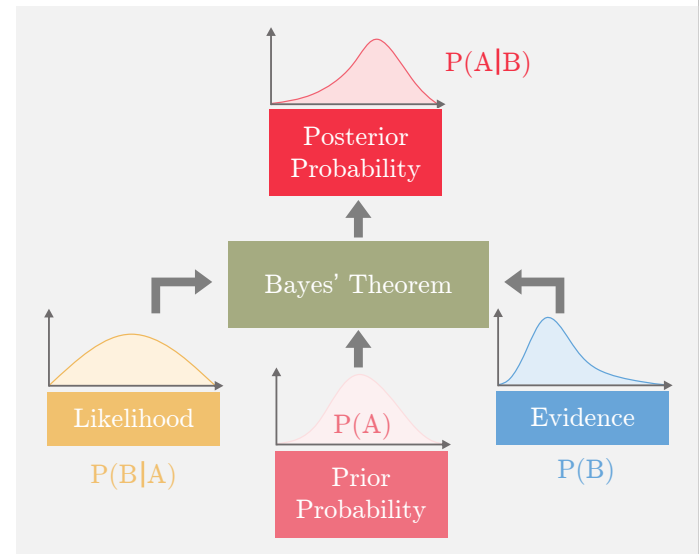 P(A|B)
Posterior
Probability
Bayes' Theorem
Likelihood
P(B|A)
P(A)
Prior
Probability
Evidence
P(B)